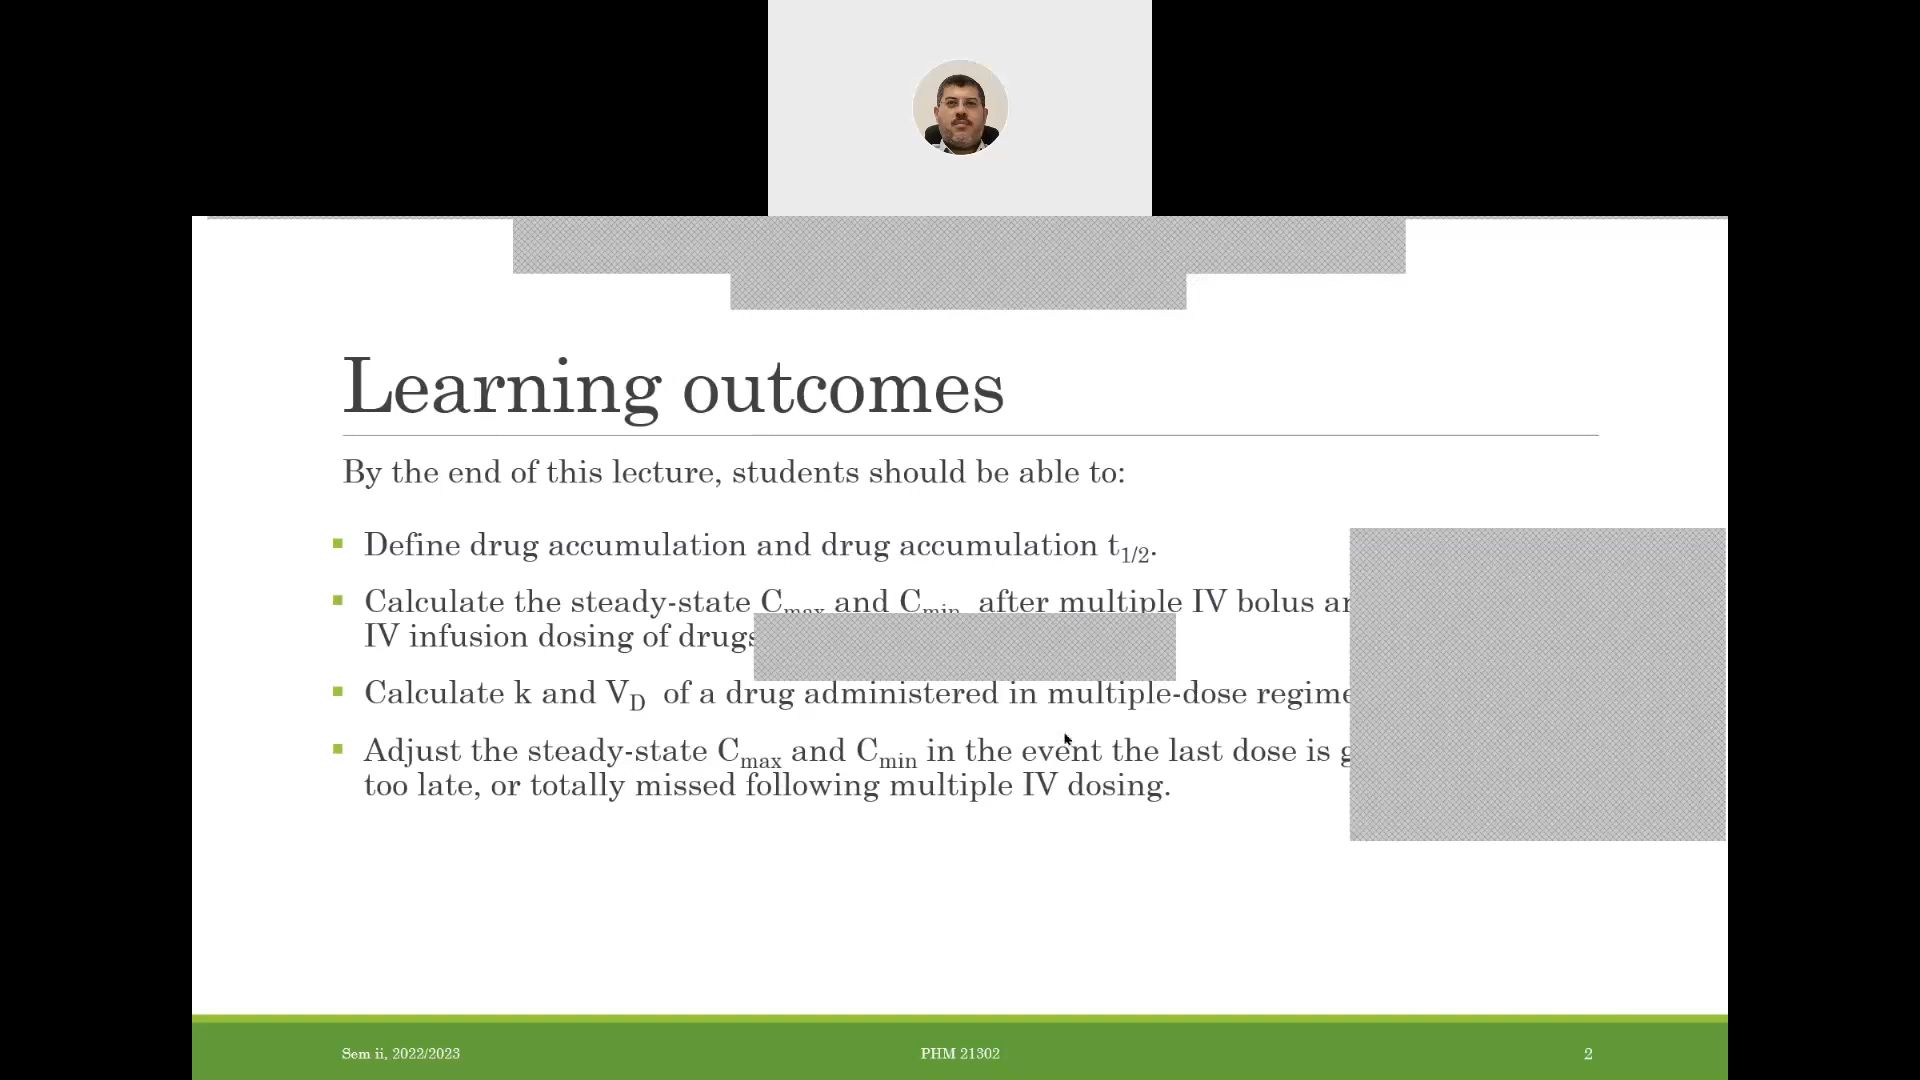 Learning outcomes
By the end of this lecture, students should be able to:
▪ Define drug accumulation and drug accumulation t1/2.
▪ Calculate the steady-state Cmax and Cmin after multiple IV bolus
IV infusion dosing of drugs
▪ Calculate k and VD of a drug administered in multiple-dose
▪ Adjust the steady-state Cmax and Cmin in the event the last dose is
too late, or totally missed following multiple IV dosing.
Sem ii, 2022/2023 PHM 21302 2